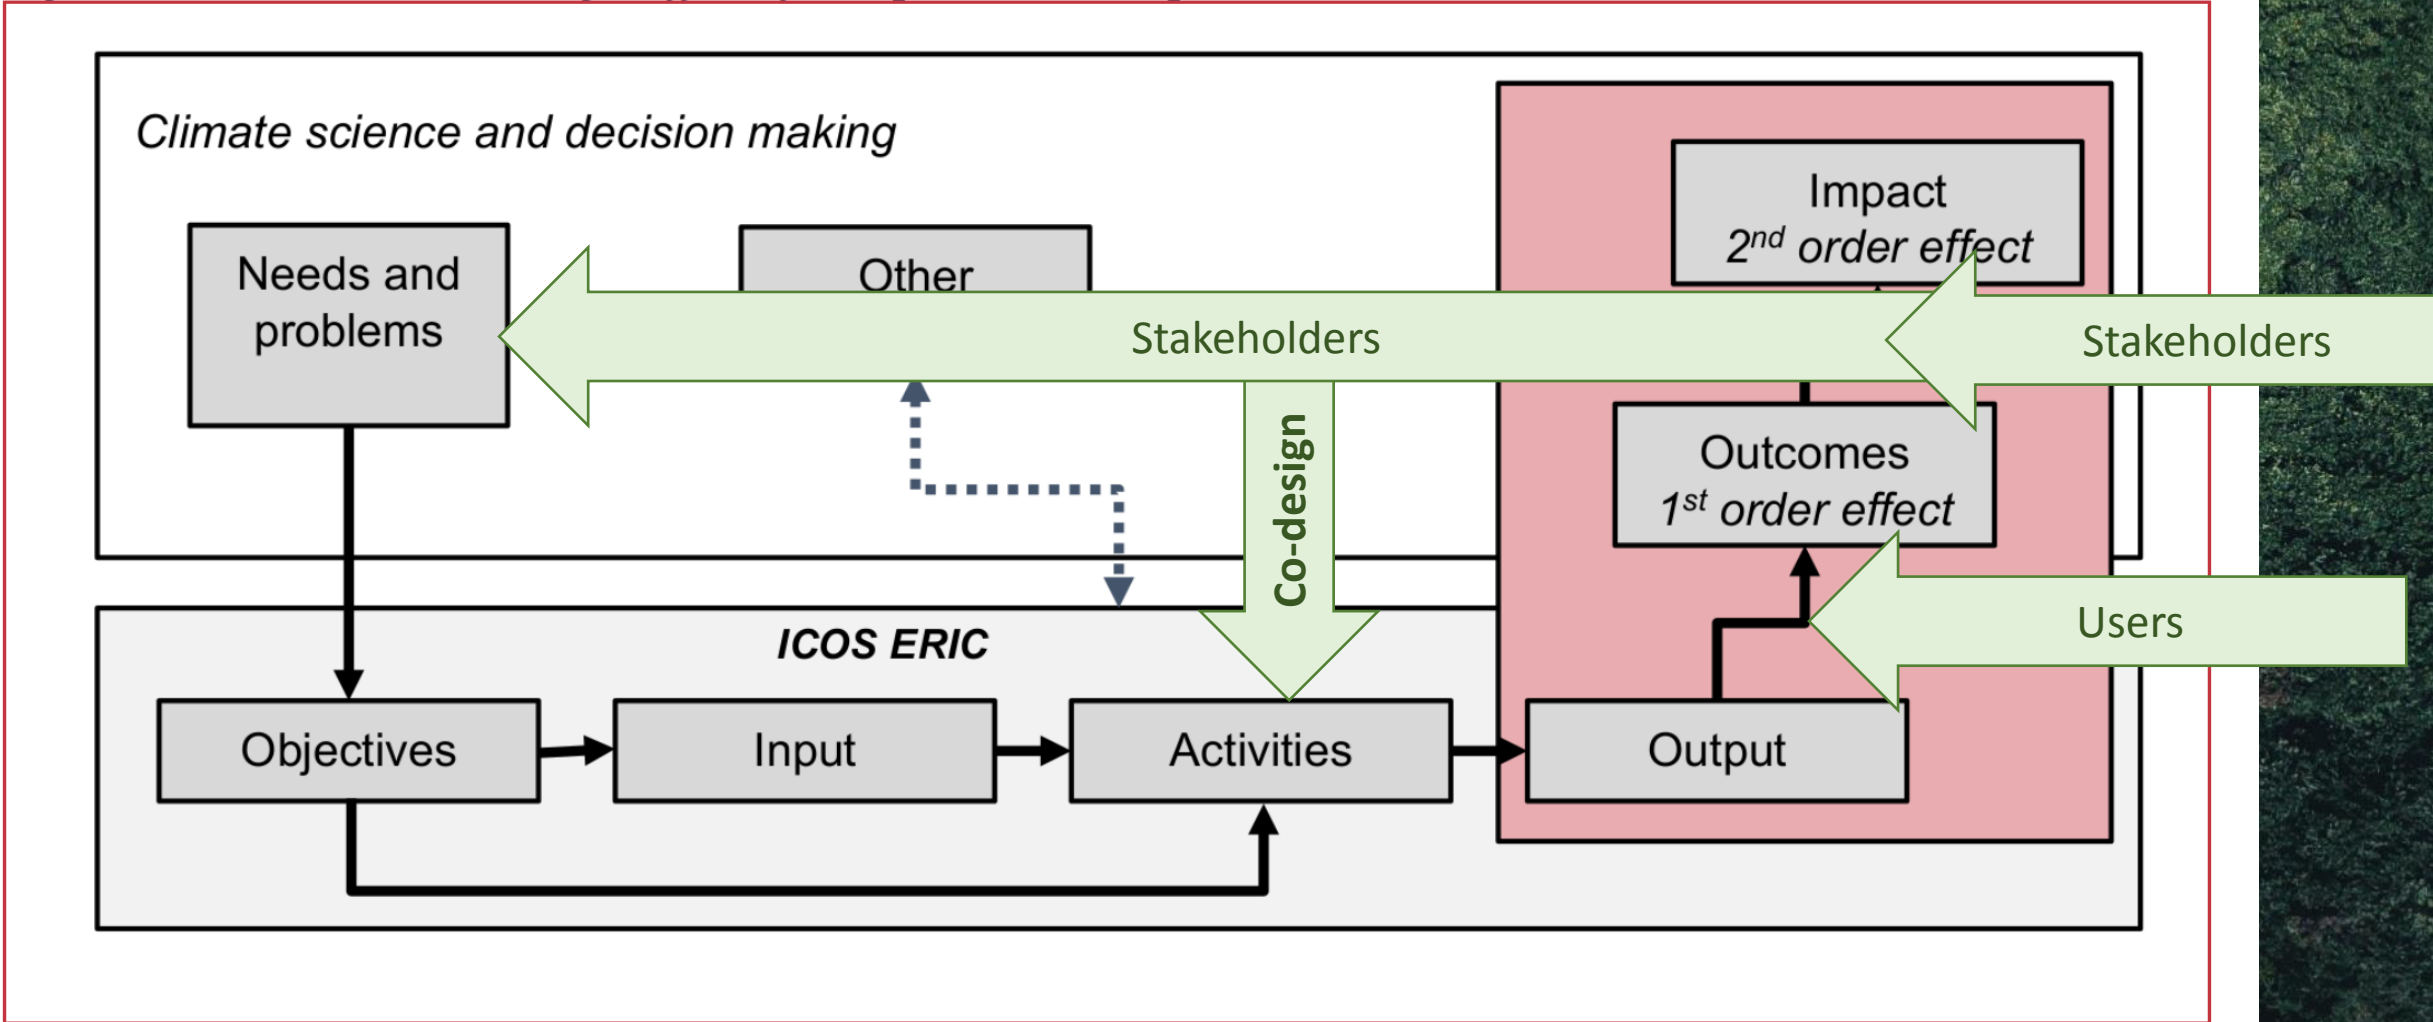 Climate science and decision making
Impact
2nd order effect
Needs and
problems
Other
Stakeholders
Stakeholders
Co-design
Outcomes
1st order effect
Users
ICOS ERIC
Objectives
Input
Activities
Output